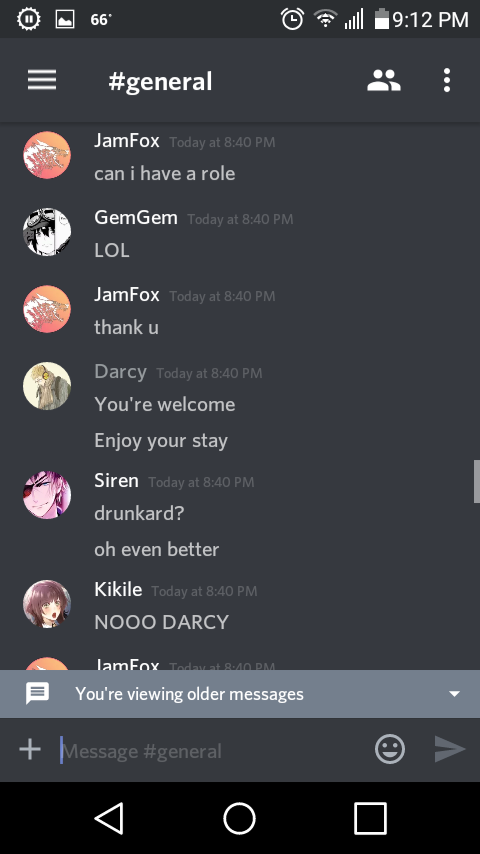 66°
9:12 PM
#general
JamFox Today at 8:40 PM
can i have a role
GemGem Today at 8:40 PM
LOL
JamFox Today at 8:40 PM
thank u
Darcy Today at 8:40 PM
You're welcome
Enjoy your stay
Siren Today at 8:40 PM
drunkard?
oh even better
Kikile Today at 8:40 PM
NOOO DARCY
JamFox Today at 8:40 PM
You're viewing older messages
Message #general